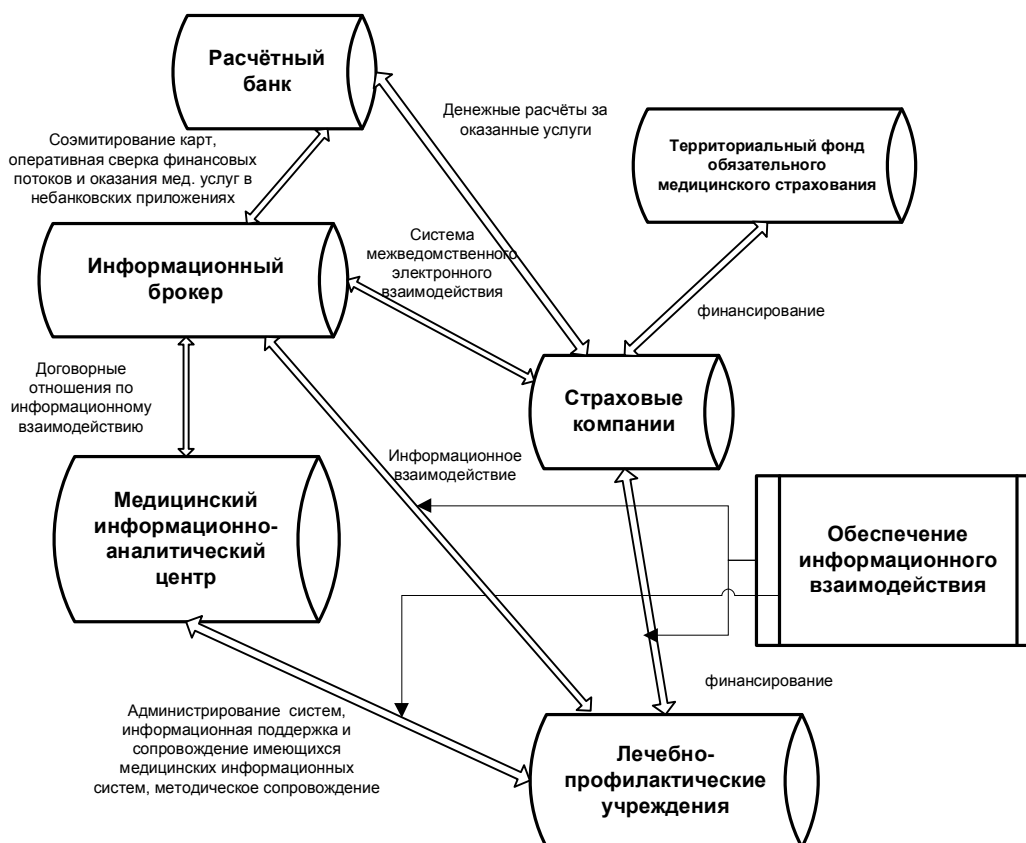 Расчётный
банк
Денежные расчёты за
оказанные услуги
Территориальный фонд
обязательного
медицинского страхования
Соэмитирование карт,
оперативная сверка финансовых
потоков и оказания мед. услуг в
небанковских приложениях
Информационный
брокер
Система
межведомственного
электронного
взаимодействия
финансирование
Договорные
отношения по
информационному
взаимодействию
Страховые
компании
Информационное
взаимодействие
Медицинский
информационно-
аналитический
центр
Обеспечение
информационного
взаимодействия
финансирование
Администрирование систем,
информационная поддержка и
сопровождение имеющихся
медицинских информационных
систем, методическое сопровождение
Лечебно-
профилактические
учреждения